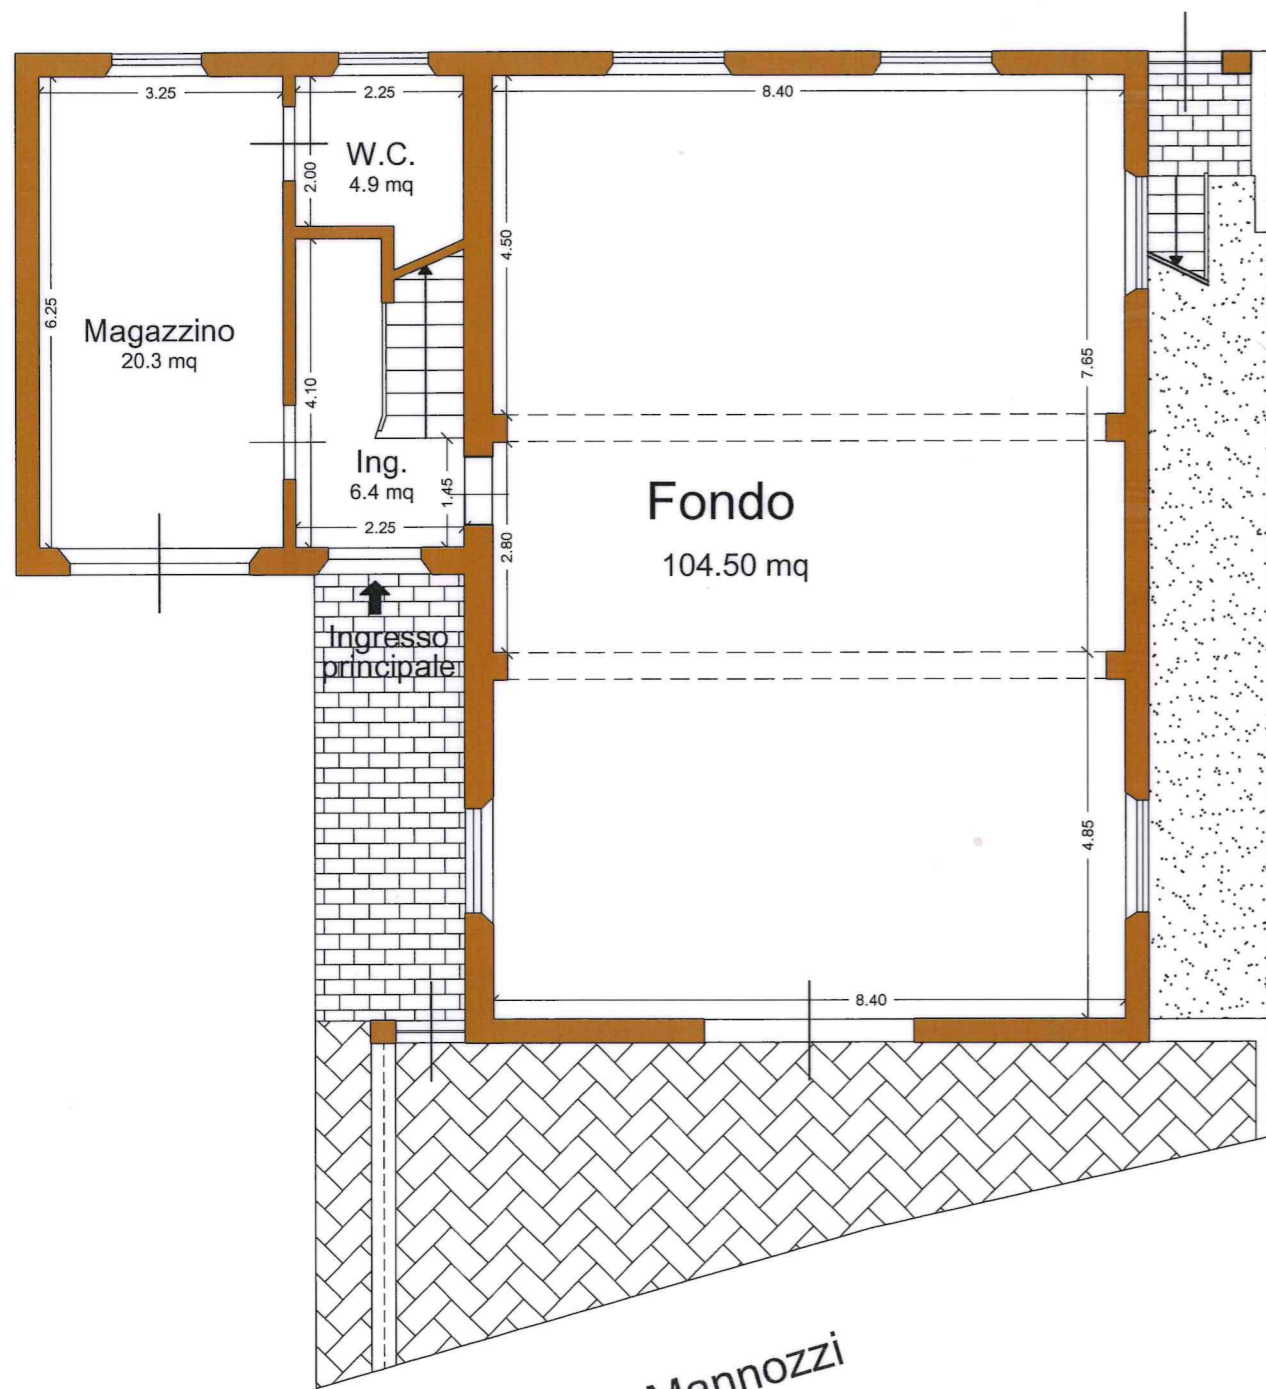 3.25
2.25
8.40
W.C.
4.9 mq
2.00
4.50
6.25
Magazzino
20.3 mq
4.10
7.65
Ing.
6.4 mq
1.45
2.25
2.80
Fondo
104.50 mq
Ingresso
principale
4.85
8.40
Mannozzi